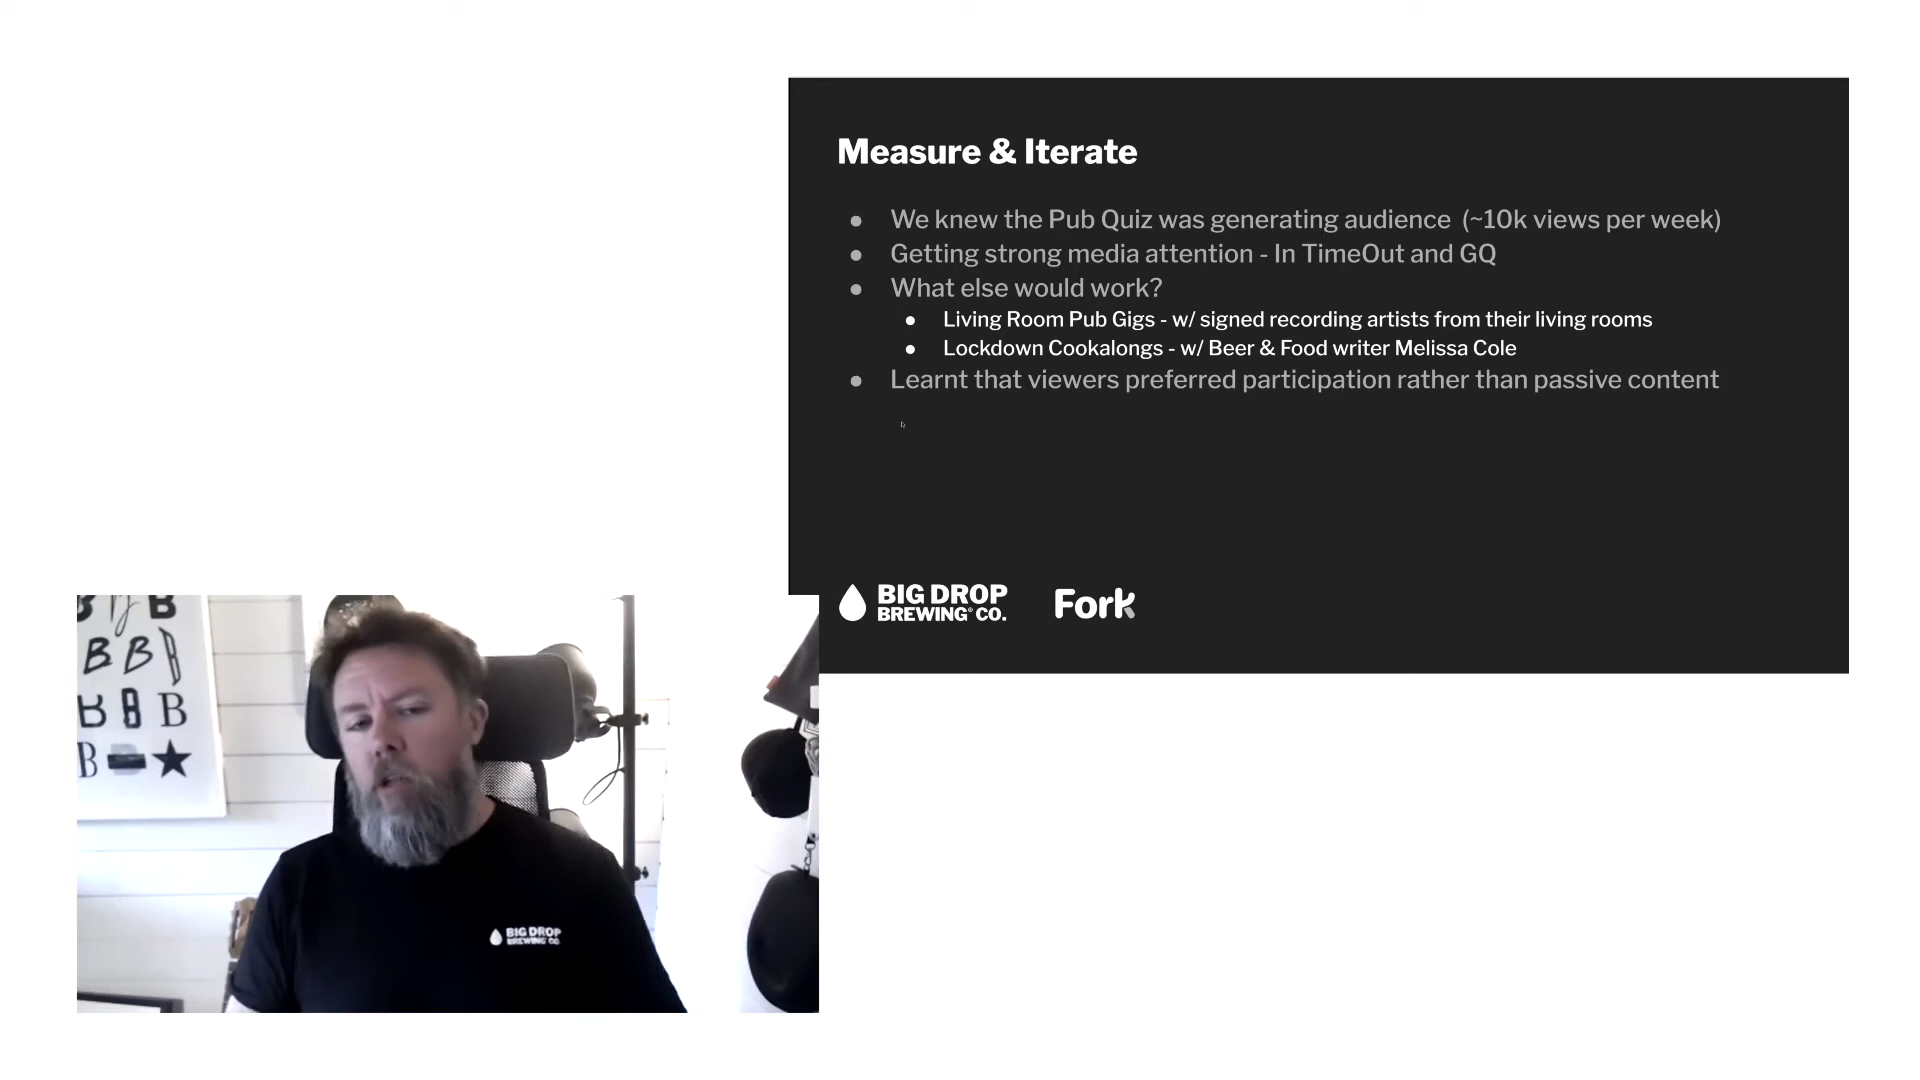 Measure & Iterate
● We knew the Pub Quiz was generating audience (~10k views per week)
● Getting strong media attention - In TimeOut and GQ
● What else would work?
● Living Room Pub Gigs - w/ signed recording artists from their living rooms
● Lockdown Cookalongs - w/ Beer & Food writer Melissa Cole
● Learnt that viewers preferred participation rather than passive content
BIG DROP
BREWING® CO.
Fork
B B
B B
B B
B ★
BIG DROP
BREWING CO.